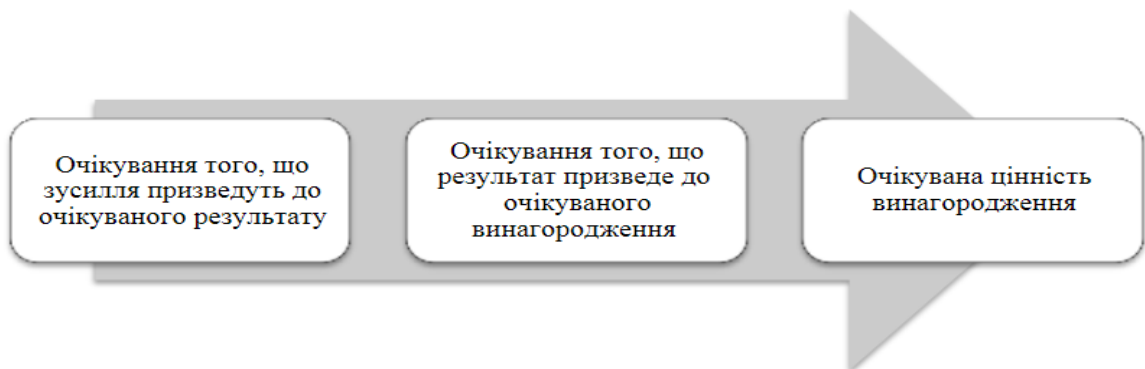 Очікування того, що
зусилля призведуть до
очікуваного результату
Очікування того, що
результат призведе до
очікуваного
винагородження
Очікувана цінність
винагородження